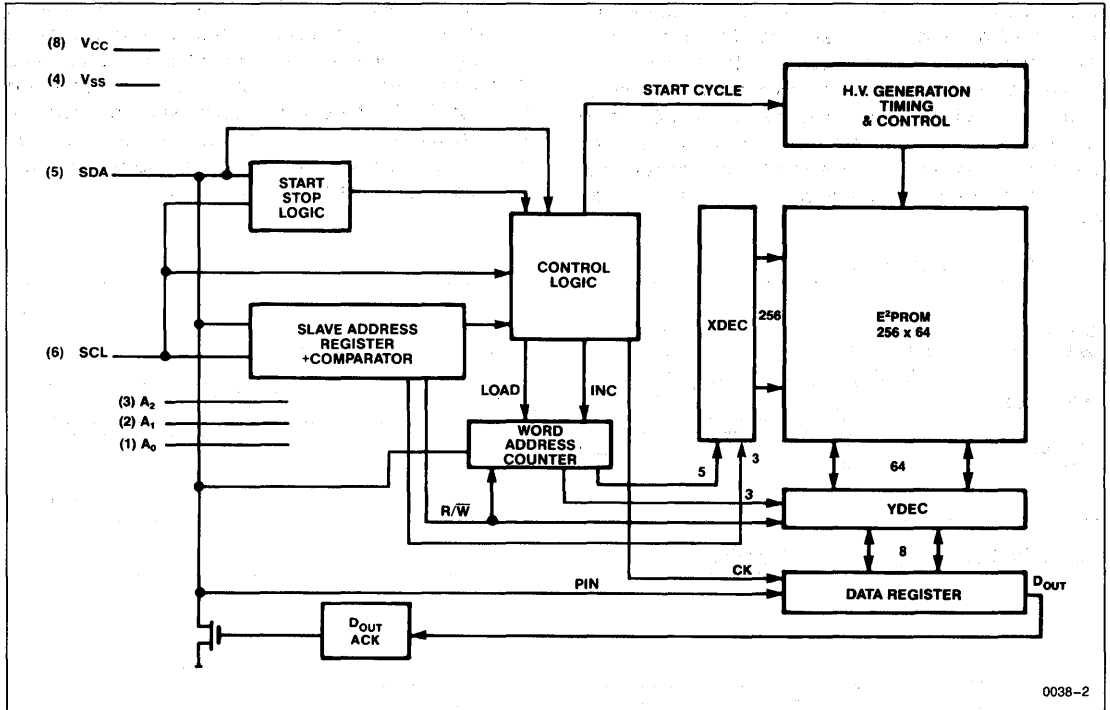 (8) VCC
(4) VSS
START CYCLE
H.V. GENERATION
TIMING
& CONTROL
(5) SDA
START
STOP
LOGIC
CONTROL
LOGIC
XDEC
256
E²PROM
256 x 64
SLAVE ADDRESS
REGISTER
+COMPARATOR
(6) SCL
LOAD
INC
(3) A₂
(2) A₁
(1) A₀
WORD
ADDRESS
COUNTER
5
3
64
3
R/W̅
YDEC
8
CK
PIN
DATA REGISTER
DOUT
DOUT
ACK
0038–2